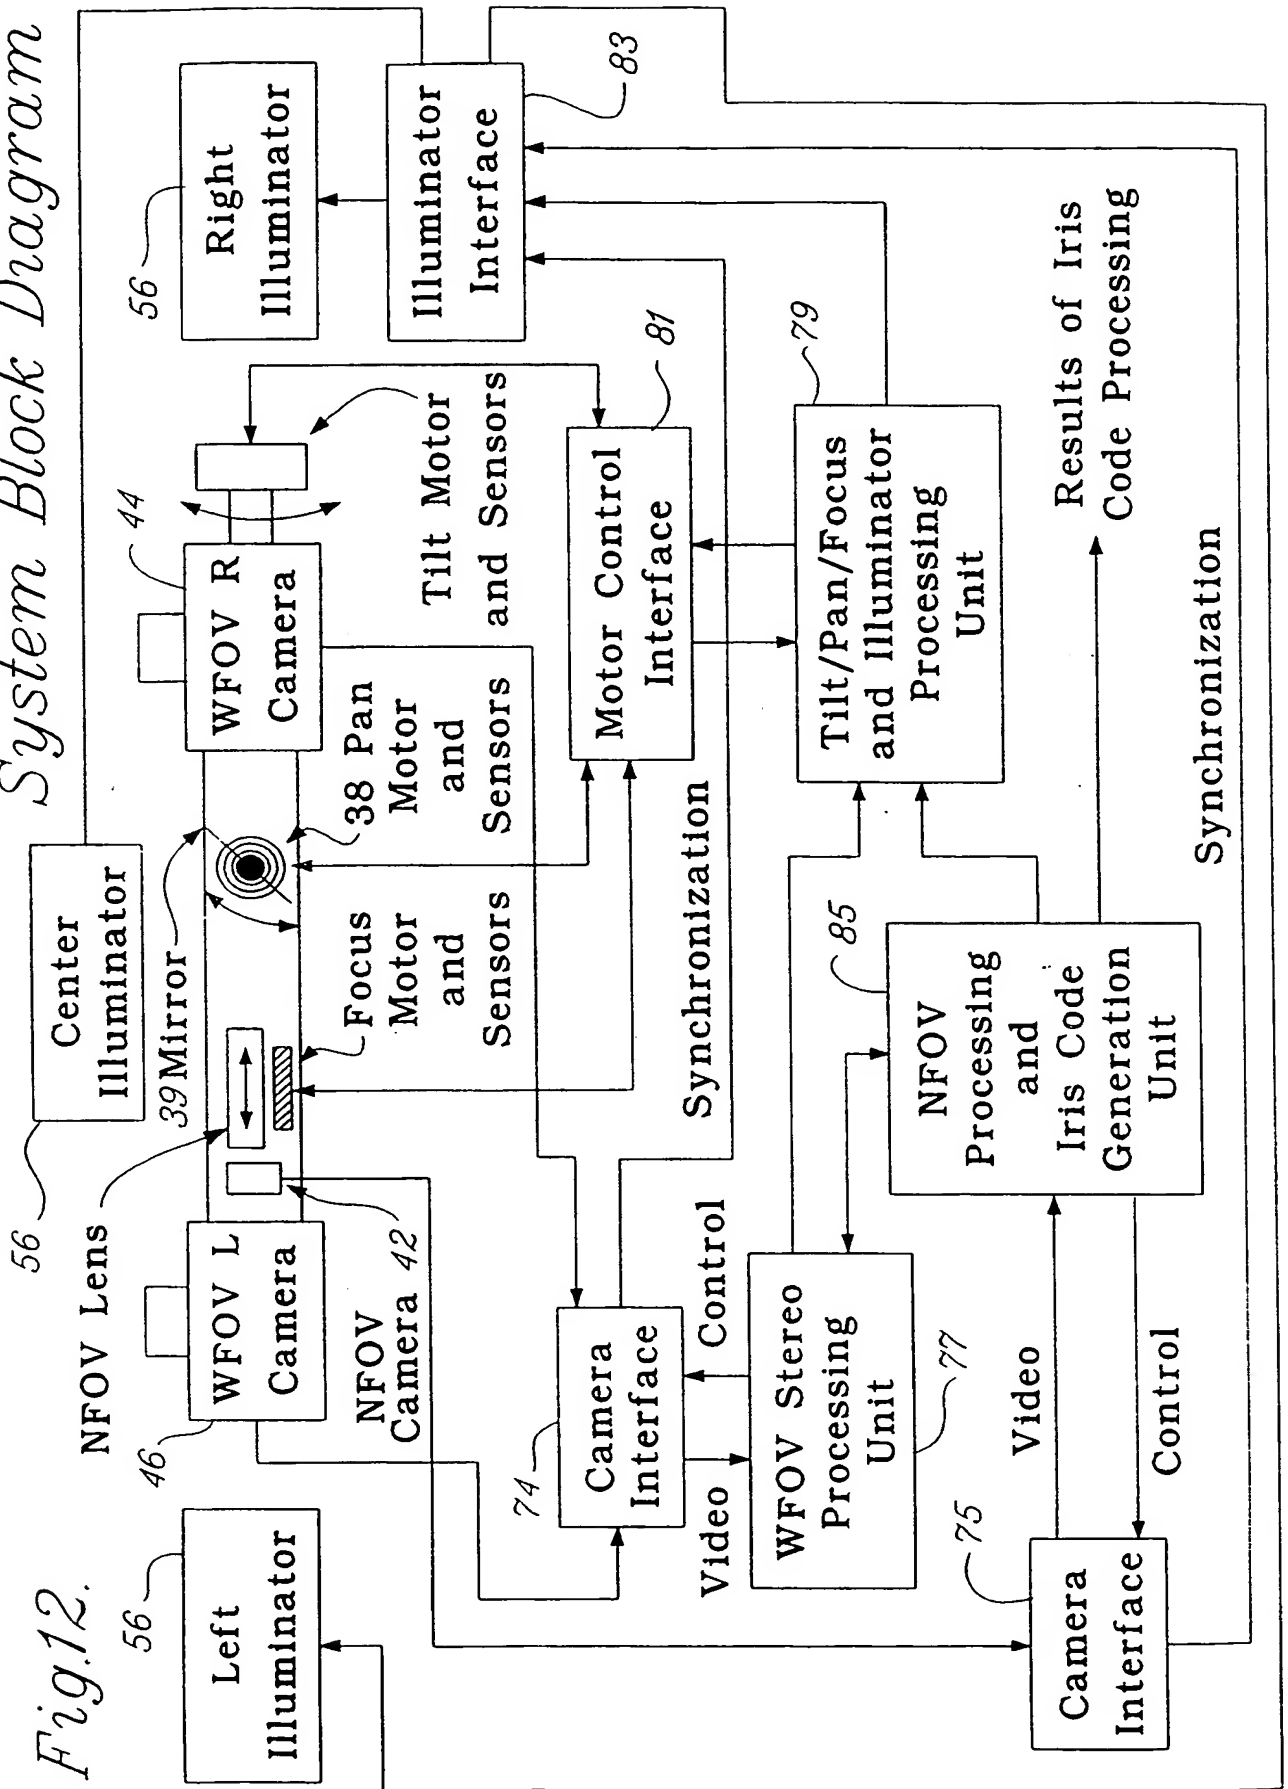 Fig.12.
System Block Diagram
56
Left
Illuminator
46
WFOV L
Camera
NFOV Lens
NFOV
Camera 42
56
Center
Illuminator
39 Mirror
Focus
Motor
and
Sensors
38 Pan
Motor
and
Sensors
44
WFOV R
Camera
Tilt Motor
and Sensors
56
Right
Illuminator
Illuminator
Interface
83
74
Camera
Interface
Synchronization
Motor Control
Interface
81
Video
Control
WFOV Stereo
Processing
Unit
77
Tilt/Pan/Focus
and Illuminator
Processing
Unit
79
85
NFOV
Processing
and
Iris Code
Generation
Unit
Results of Iris
Code Processing
75
Camera
Interface
Video
Control
Synchronization